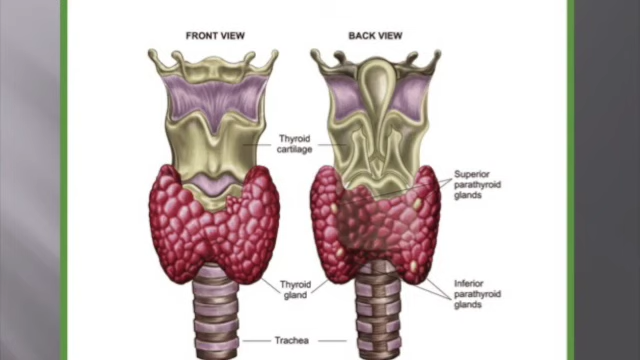 FRONT VIEW
BACK VIEW
Thyroid
cartilage
Superior
parathyroid
glands
Thyroid
gland
Inferior
parathyroid
glands
Trachea